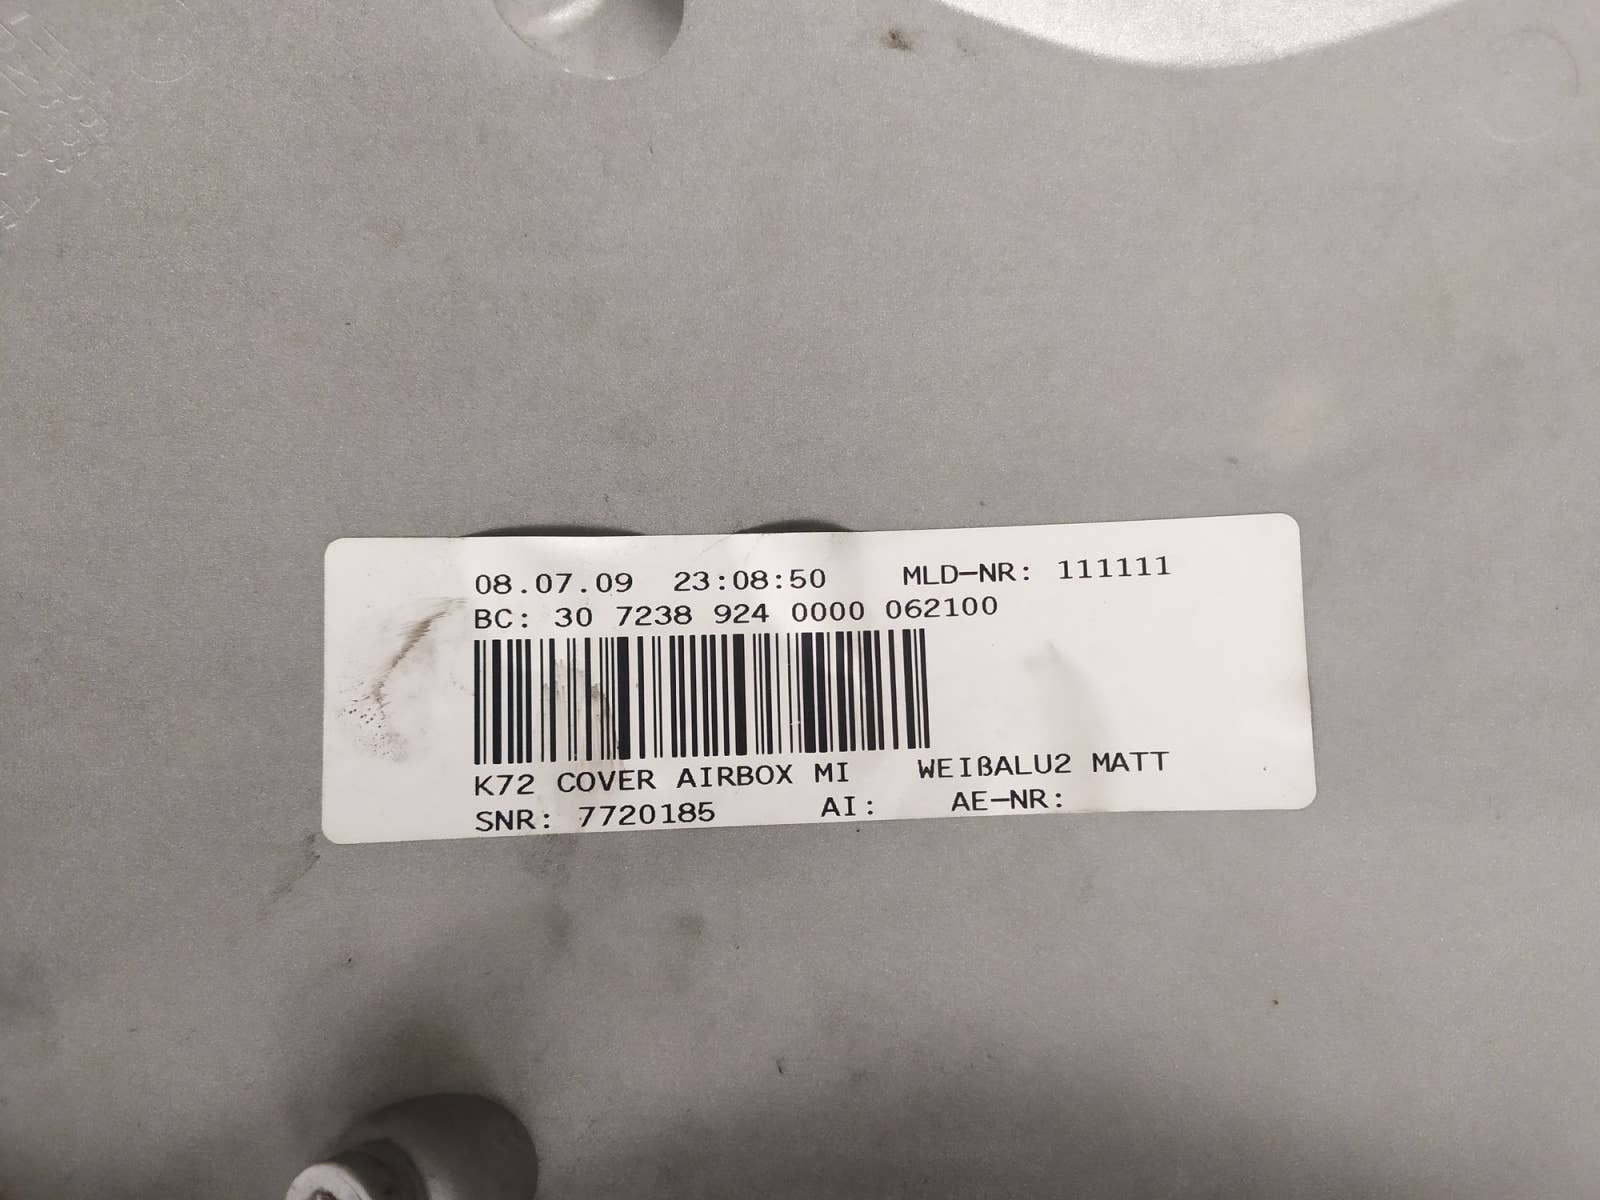 08.07.09 23:08:50 MLD-NR: 111111
BC: 30 7238 924 0000 062100
K72 COVER AIRBOX MI WEIßALU2 MATT
SNR: 7720185 AI: AE-NR: